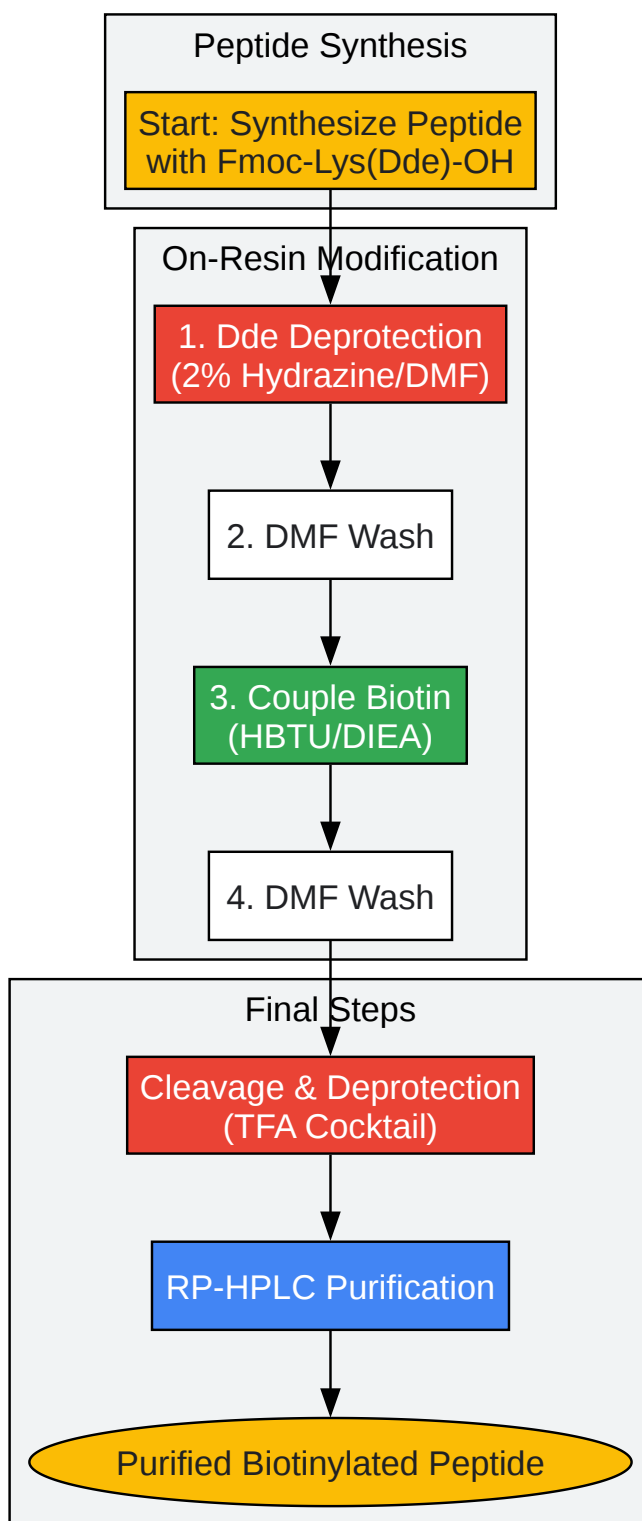 Peptide Synthesis
Start: Synthesize Peptide
with Fmoc-Lys(Dde)-OH
On-Resin Modification
1. Dde Deprotection
(2% Hydrazine/DMF)
2. DMF Wash
3. Couple Biotin
(HBTU/DIEA)
4. DMF Wash
Final Steps
Cleavage & Deprotection
(TFA Cocktail)
RP-HPLC Purification
Purified Biotinylated Peptide